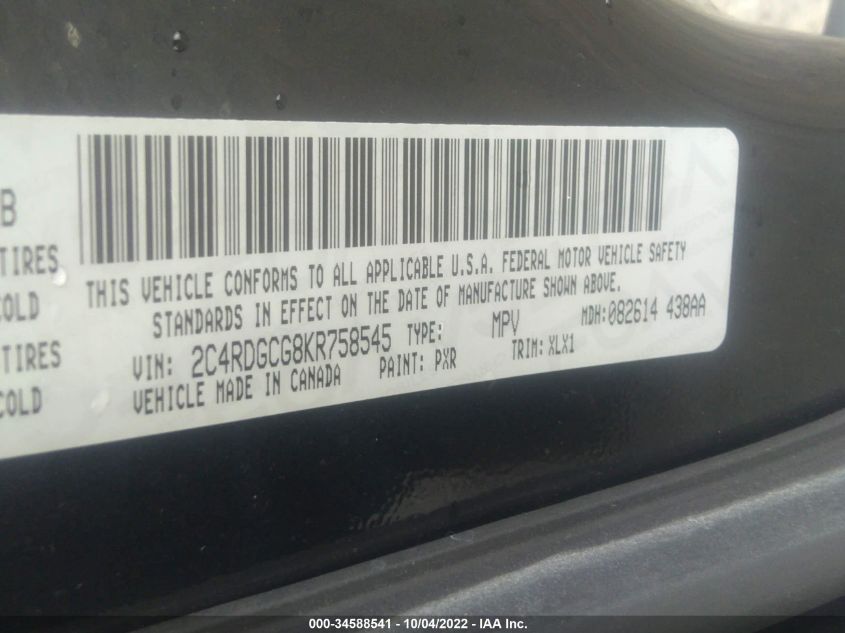 B
TIRES
COLD
TIRES
COLD
THIS VEHICLE CONFORMS TO ALL APPLICABLE U.S.A. FEDERAL MOTOR VEHICLE SAFETY
STANDARDS IN EFFECT ON THE DATE OF MANUFACTURE SHOWN ABOVE.
VIN: 2C4RDGCG8KR758545 TYPE: MPV MDH:082614 438AA
VEHICLE MADE IN CANADA PAINT: PXR TRIM: XLX1
000-34588541 - 10/04/2022 - IAA Inc.